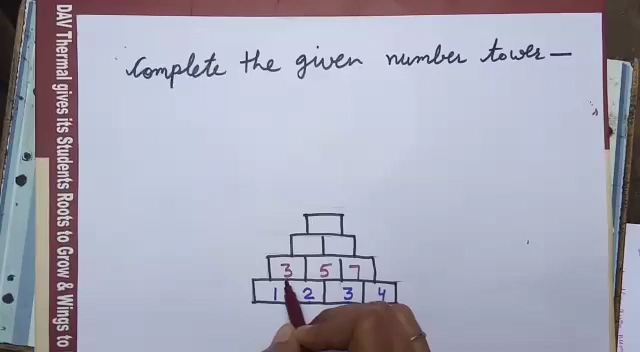 DAV Thermal gives its Students Roots to Grow & Wings to
Complete the given number tower—
3 5 7
1 2 3 4